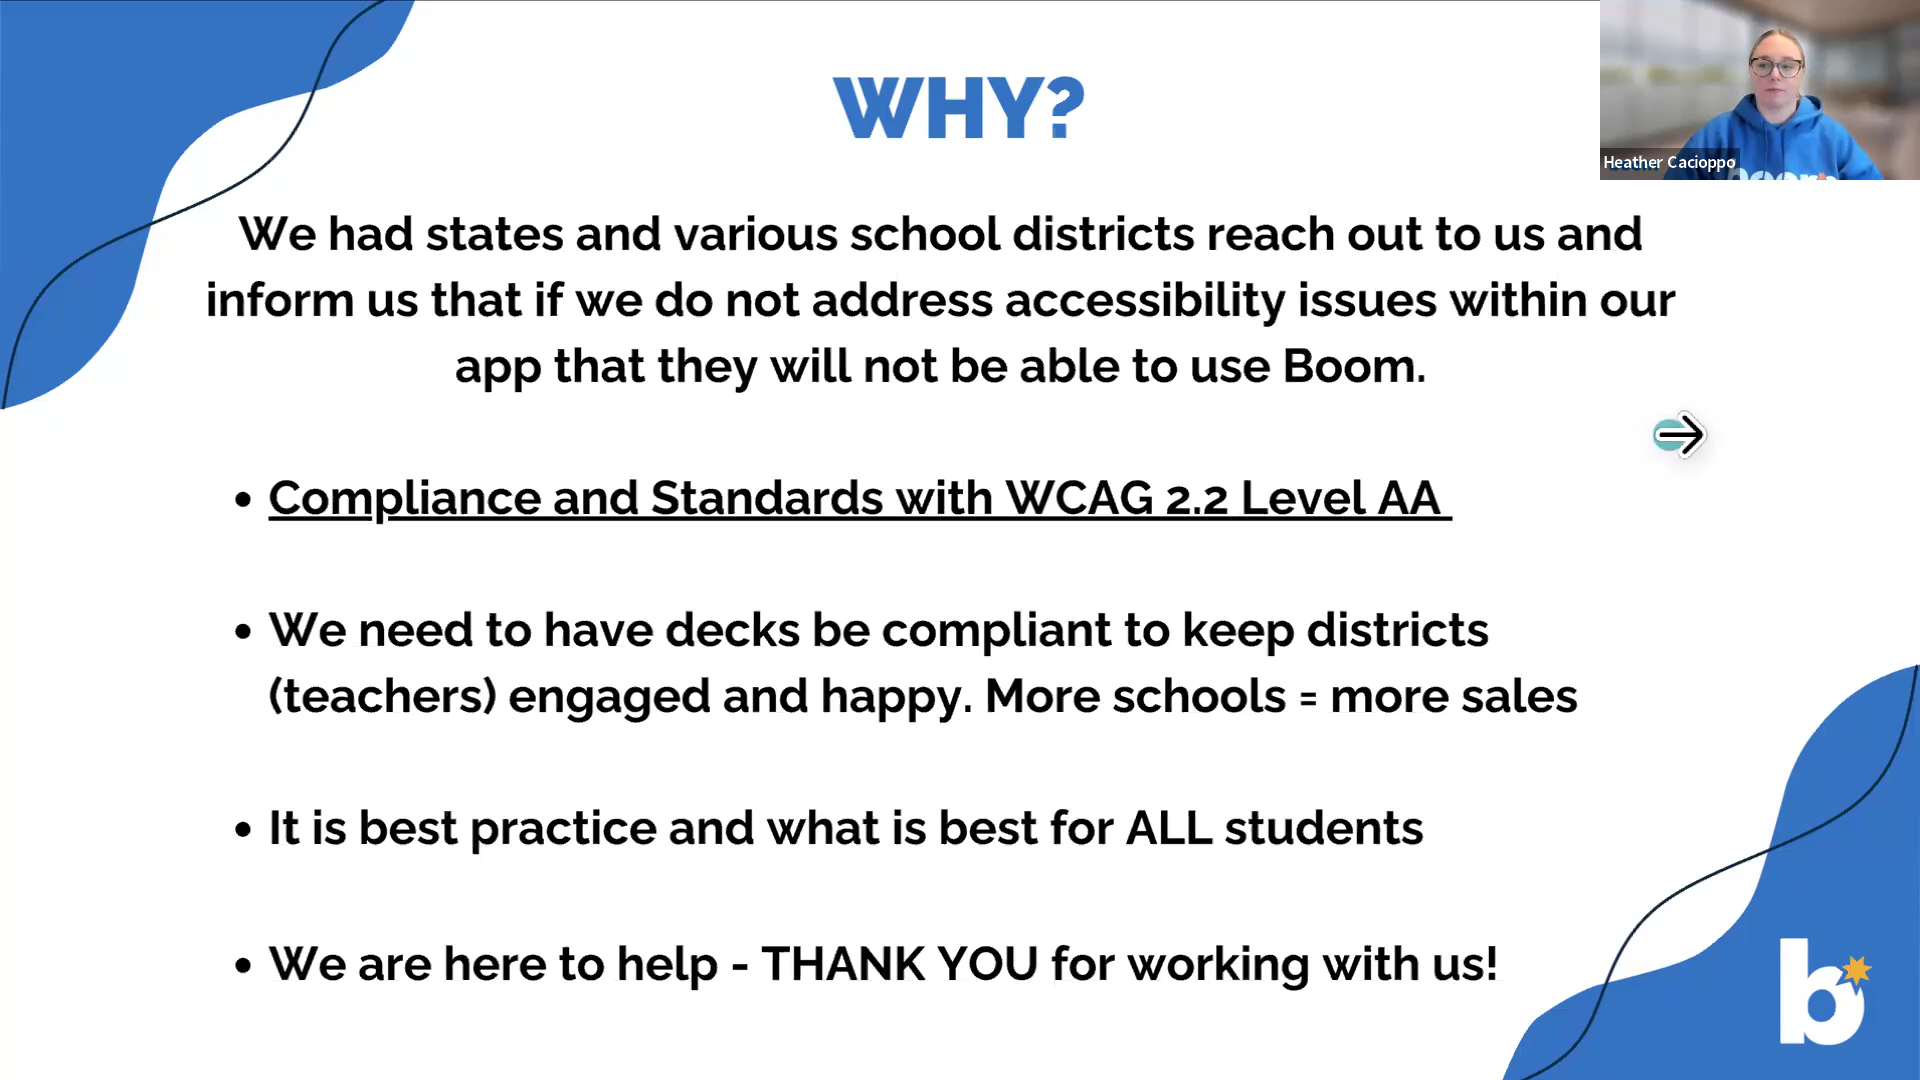 WHY?
Heather Cacioppo
We had states and various school districts reach out to us and
inform us that if we do not address accessibility issues within our
app that they will not be able to use Boom.
• Compliance and Standards with WCAG 2.2 Level AA
• We need to have decks be compliant to keep districts
(teachers) engaged and happy. More schools = more sales
• It is best practice and what is best for ALL students
• We are here to help - THANK YOU for working with us!
b